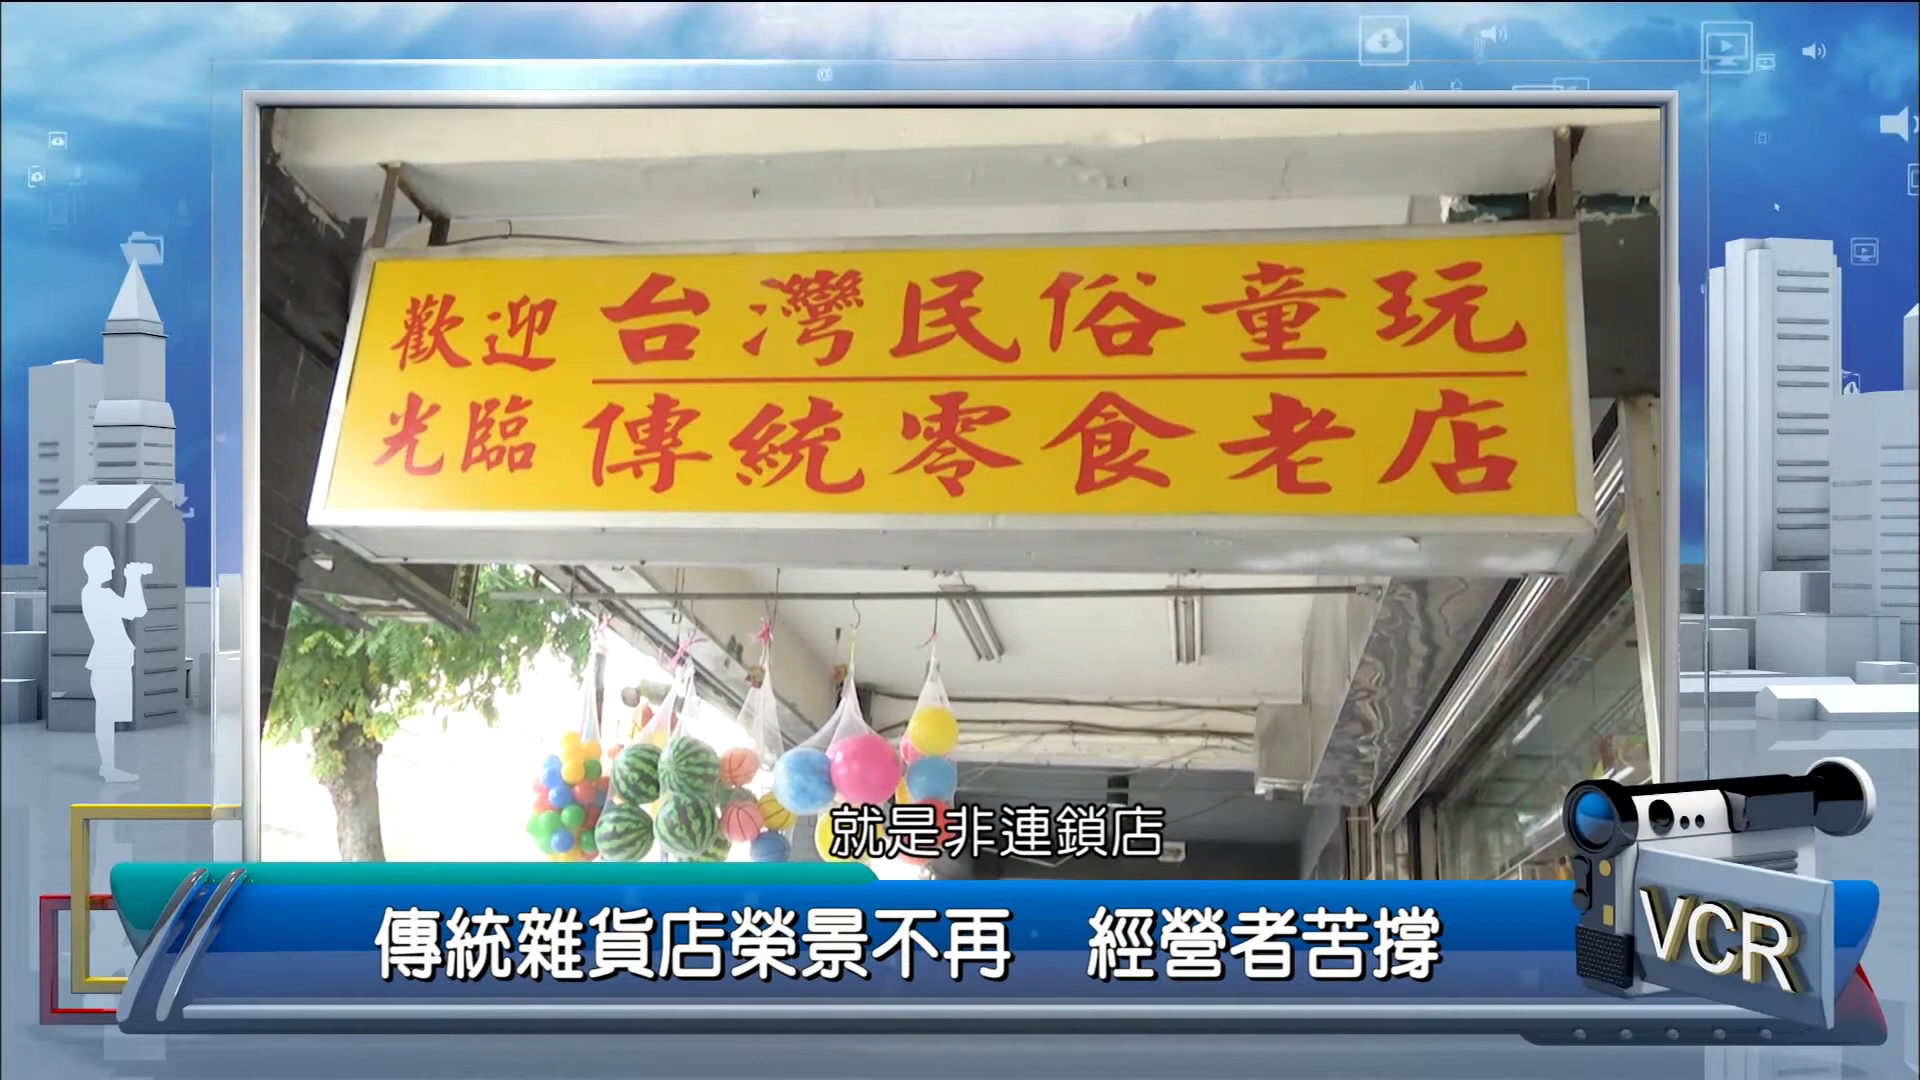 歡迎光臨
台灣民俗童玩
傳統零食老店
就是非連鎖店
傳統雜貨店榮景不再　經營者苦撐
VCR